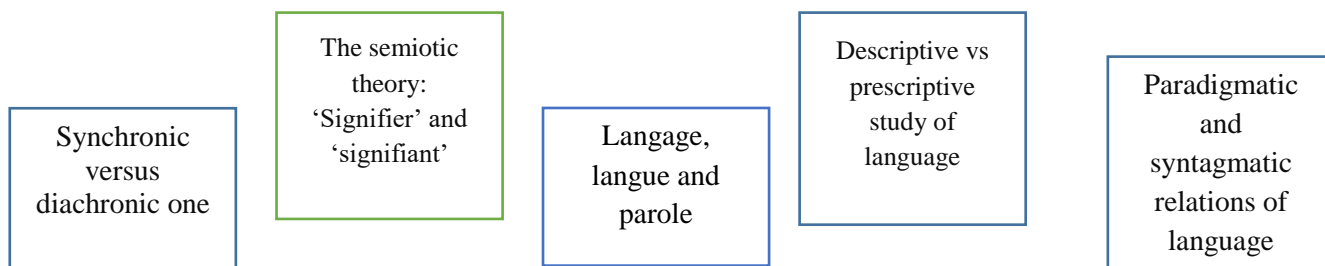 Synchronic
versus
diachronic one
The semiotic
theory:
‘Signifier’ and
‘signifiant’
Langage,
langue and
parole
Descriptive vs
prescriptive
study of
language
Paradigmatic
and
syntagmatic
relations of
language